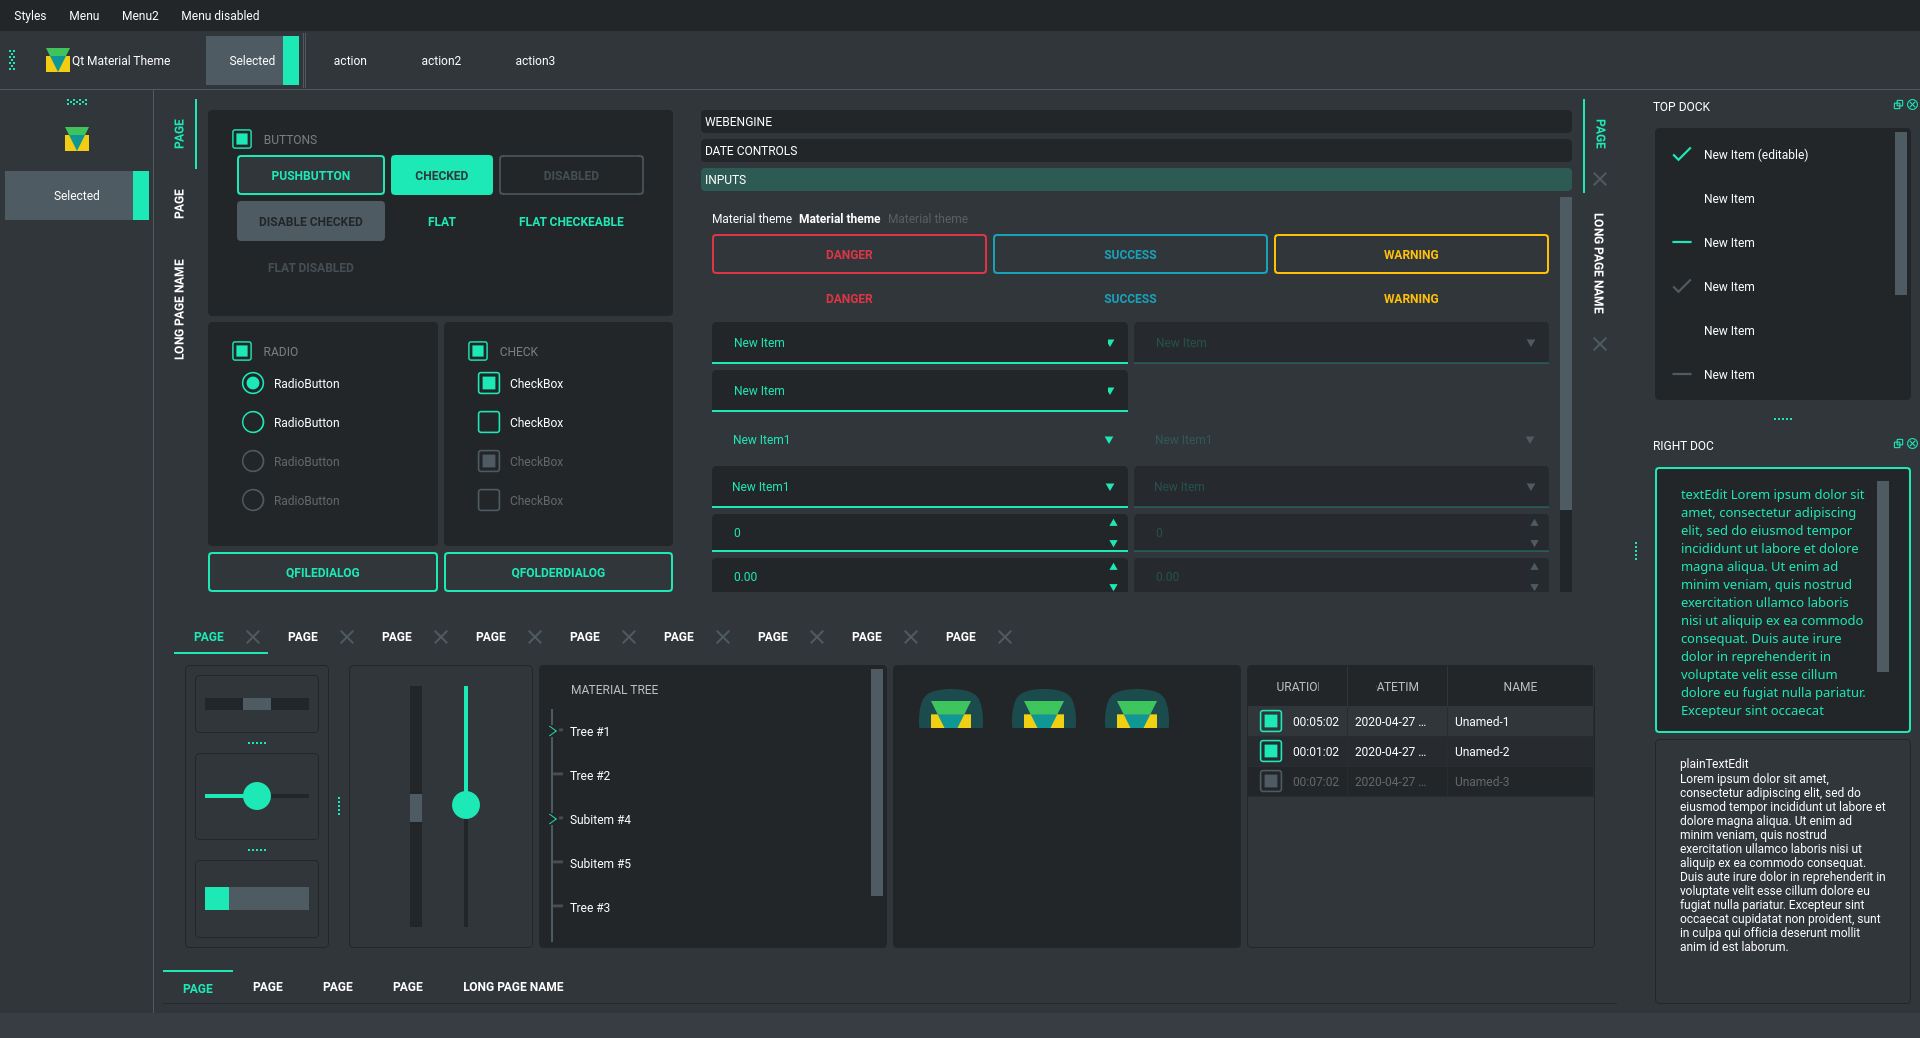 Styles Menu Menu2 Menu disabled
Qt Material Theme Selected action action2 action3
Selected
PAGE
PAGE
LONG PAGE NAME
BUTTONS
PUSHBUTTON CHECKED DISABLED
DISABLE CHECKED FLAT FLAT CHECKEABLE
FLAT DISABLED
RADIO
RadioButton
RadioButton
RadioButton
RadioButton
CHECK
CheckBox
CheckBox
CheckBox
CheckBox
QFILEDIALOG QFOLDERDIALOG
WEBENGINE
DATE CONTROLS
INPUTS
Material theme Material theme Material theme
DANGER SUCCESS WARNING
DANGER SUCCESS WARNING
New Item New Item
New Item
New Item1 New Item1
New Item1 New Item
0 0
0.00 0.00
PAGE
LONG PAGE NAME
TOP DOCK
New Item (editable)
New Item
New Item
New Item
New Item
New Item
RIGHT DOC
textEdit Lorem ipsum dolor sit
amet, consectetur adipiscing
elit, sed do eiusmod tempor
incididunt ut labore et dolore
magna aliqua. Ut enim ad
minim veniam, quis nostrud
exercitation ullamco laboris
nisi ut aliquip ex ea commodo
consequat. Duis aute irure
dolor in reprehenderit in
voluptate velit esse cillum
dolore eu fugiat nulla pariatur.
Excepteur sint occaecat
plainTextEdit
Lorem ipsum dolor sit amet,
consectetur adipiscing elit, sed do
eiusmod tempor incididunt ut labore et
dolore magna aliqua. Ut enim ad
minim veniam, quis nostrud
exercitation ullamco laboris nisi ut
aliquip ex ea commodo consequat.
Duis aute irure dolor in reprehenderit in
voluptate velit esse cillum dolore eu
fugiat nulla pariatur. Excepteur sint
occaecat cupidatat non proident, sunt
in culpa qui officia deserunt mollit
anim id est laborum.
PAGE PAGE PAGE PAGE PAGE PAGE PAGE PAGE PAGE
MATERIAL TREE
Tree #1
Tree #2
Subitem #4
Subitem #5
Tree #3
URATIO ATETIM NAME
00:05:02 2020-04-27 ... Unamed-1
00:01:02 2020-04-27 ... Unamed-2
00:07:02 2020-04-27 ... Unamed-3
PAGE PAGE PAGE PAGE LONG PAGE NAME